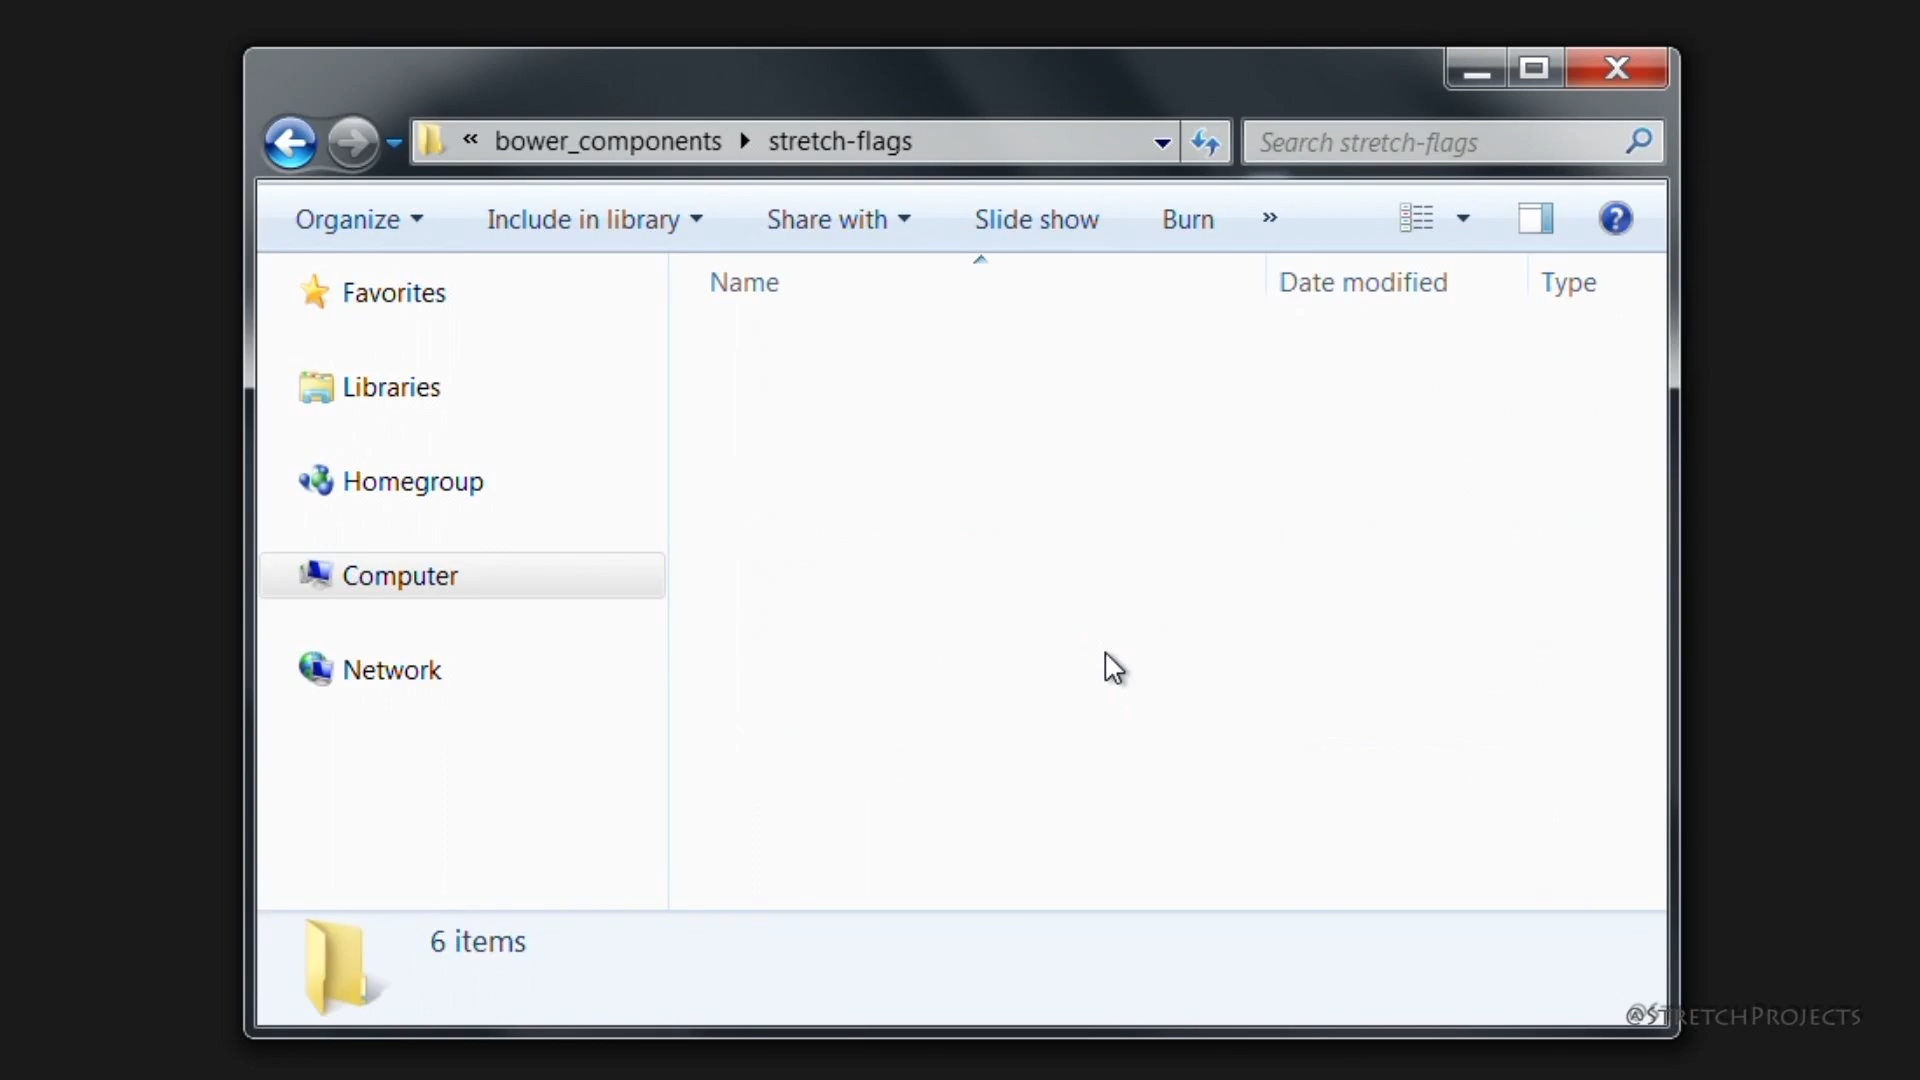 « bower_components ▸ stretch-flags
Search stretch-flags
Organize Include in library Share with Slide show Burn »
Name Date modified Type
Favorites
Libraries
Homegroup
Computer
Network
6 items
@StretchProjects